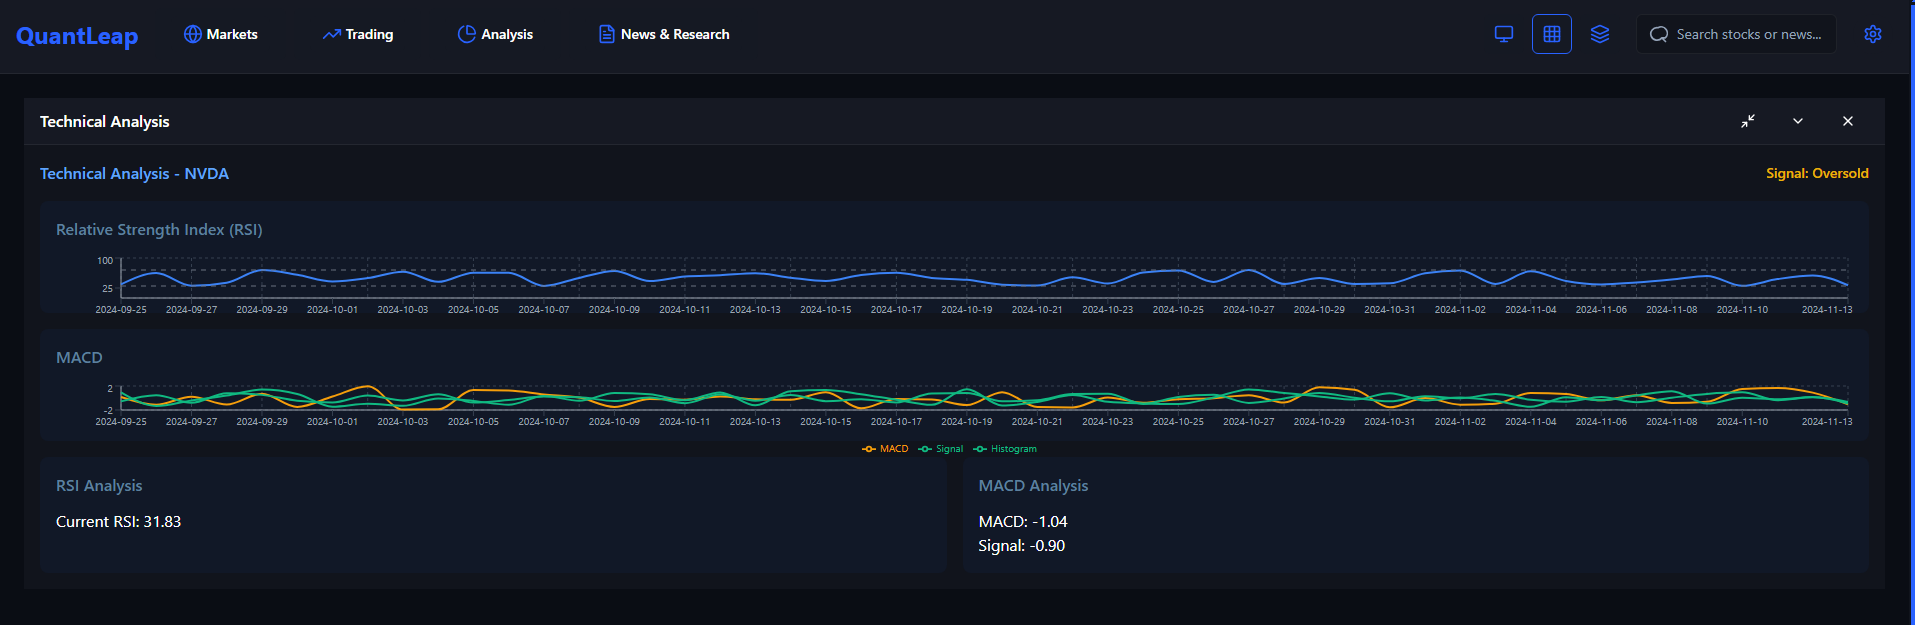 QuantLeap
Markets
Trading
Analysis
News & Research
Search stocks or news...
Technical Analysis
Technical Analysis - NVDA
Signal: Oversold
Relative Strength Index (RSI)
100
25
2024-09-25 2024-09-27 2024-09-29 2024-10-01 2024-10-03 2024-10-05 2024-10-07 2024-10-09 2024-10-11 2024-10-13 2024-10-15 2024-10-17 2024-10-19 2024-10-21 2024-10-23 2024-10-25 2024-10-27 2024-10-29 2024-10-31 2024-11-02 2024-11-04 2024-11-06 2024-11-08 2024-11-10 2024-11-13
MACD
2
-2
2024-09-25 2024-09-27 2024-09-29 2024-10-01 2024-10-03 2024-10-05 2024-10-07 2024-10-09 2024-10-11 2024-10-13 2024-10-15 2024-10-17 2024-10-19 2024-10-21 2024-10-23 2024-10-25 2024-10-27 2024-10-29 2024-10-31 2024-11-02 2024-11-04 2024-11-06 2024-11-08 2024-11-10 2024-11-13
MACD Signal Histogram
RSI Analysis
Current RSI: 31.83
MACD Analysis
MACD: -1.04
Signal: -0.90